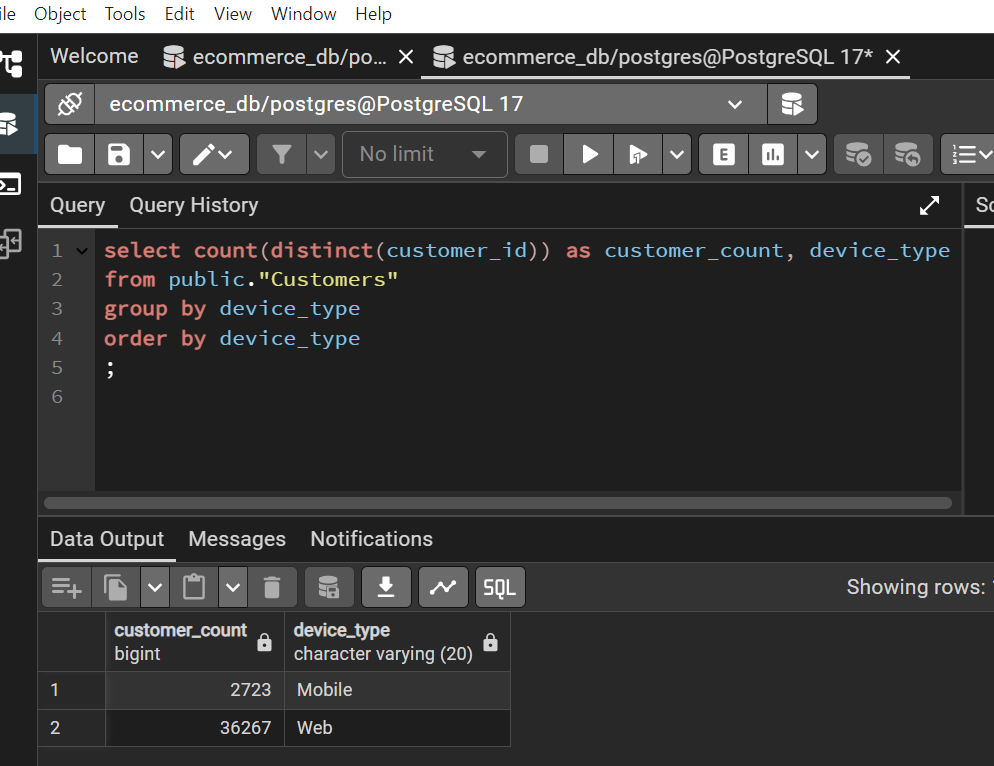 ile Object Tools Edit View Window Help
Welcome ecommerce_db/po... ecommerce_db/postgres@PostgreSQL 17*
ecommerce_db/postgres@PostgreSQL 17
No limit
E
Query Query History Sc
1 select count(distinct(customer_id)) as customer_count, device_type
2 from public."Customers"
3 group by device_type
4 order by device_type
5 ;
6
Data Output Messages Notifications
SQL Showing rows:
customer_count device_type
bigint character varying (20)
1 2723 Mobile
2 36267 Web